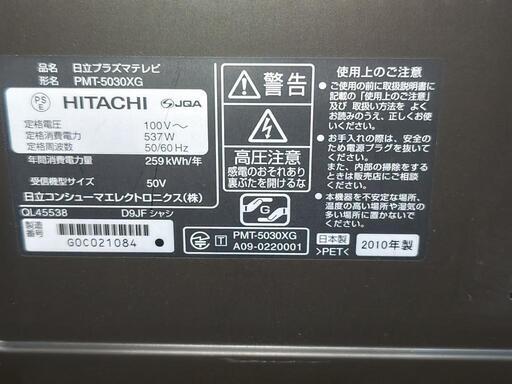 品名 日立プラズマテレビ
形名 PMT-5030XG
PS
E
HITACHI
JQA
定格電圧 100V～
定格消費電力 537W
定格周波数 50/60Hz
年間消費電力量 259kWh/年
受信機型サイズ 50V
日立コンシューマエレクトロニクス(株)
QL45538 D9JF シャシ
製造番号
G0C021084
警告
高圧注意
感電のおそれあり
裏ぶたを開けるな
G
T
PMT-5030XG
A09-0220001
使用上のご注意
●ご使用の前に取扱説明書に
記載の「使用上のご注意」
及び 取扱い方法を よく
お読みのうえ、正しくご使用
ください。
●お手入れの際は、安全の
ため電源プラグを抜いて
ください。
また、内部の掃除をする
ときは販売店にご相談
ください。
●本機器を不安定な場所、
温度の高い場所や湿気の
多い場所に置かないで
ください。
日本製
>PET<
2010年製